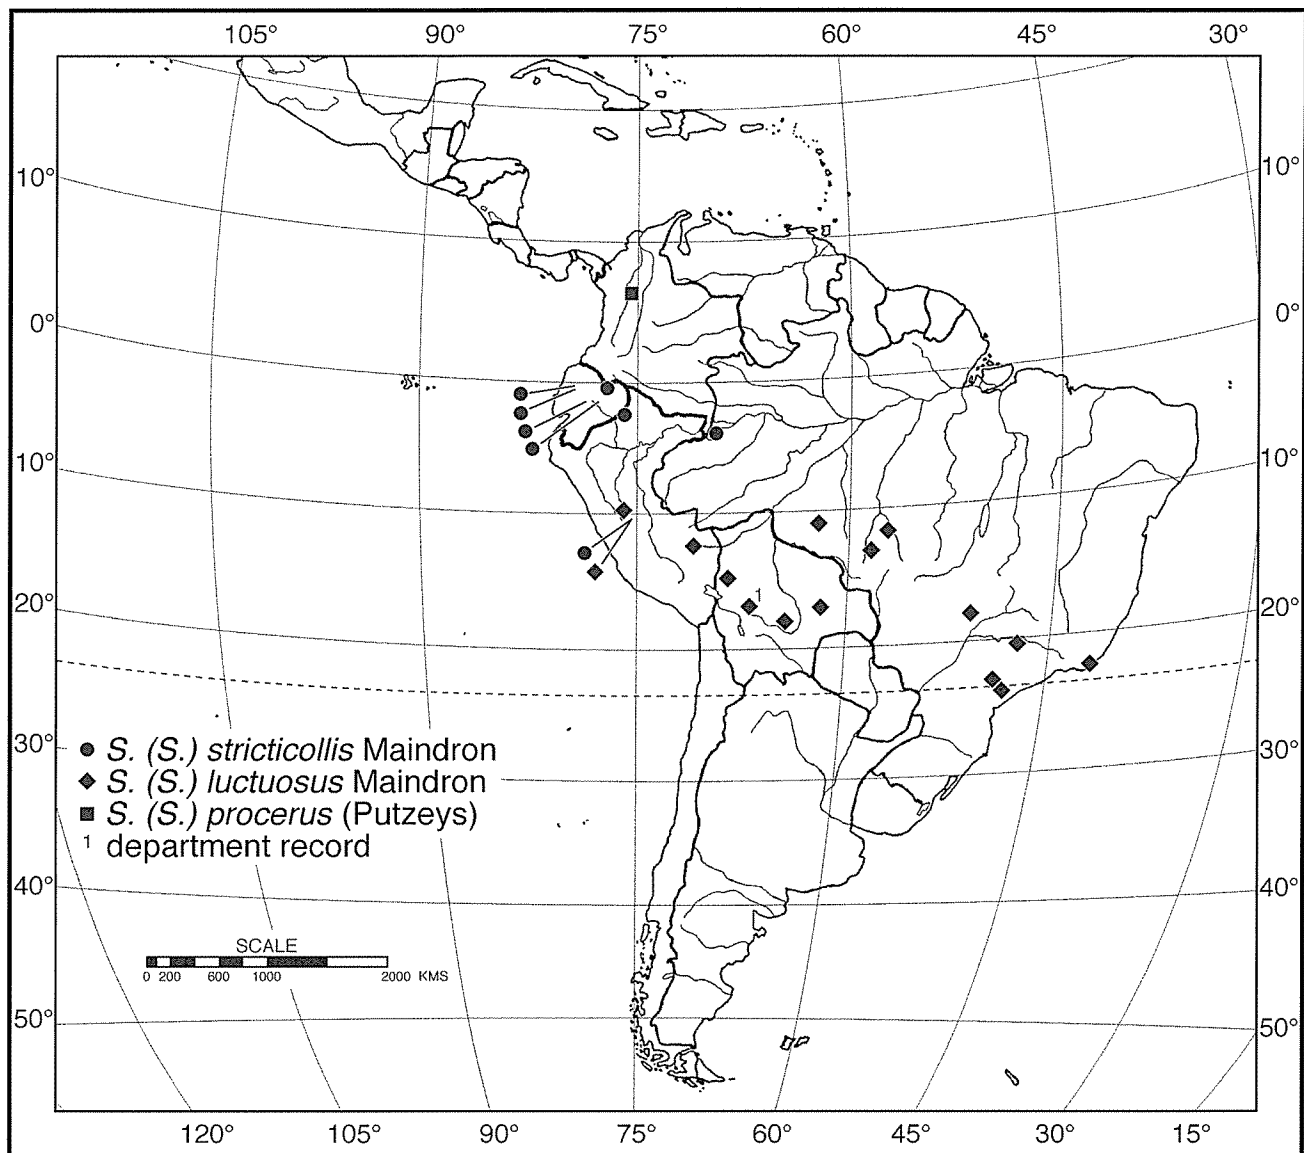 105° 90° 75° 60° 45° 30°
10° 10°
0° 0°
10° 10°
1
20° 20°
30° 30°
S. (S.) stricticollis Maindron
S. (S.) luctuosus Maindron
S. (S.) procerus (Putzeys)
1 department record
40° 40°
SCALE
0 200 600 1000 2000 KMS
50° 50°
120° 105° 90° 75° 60° 45° 30° 15°